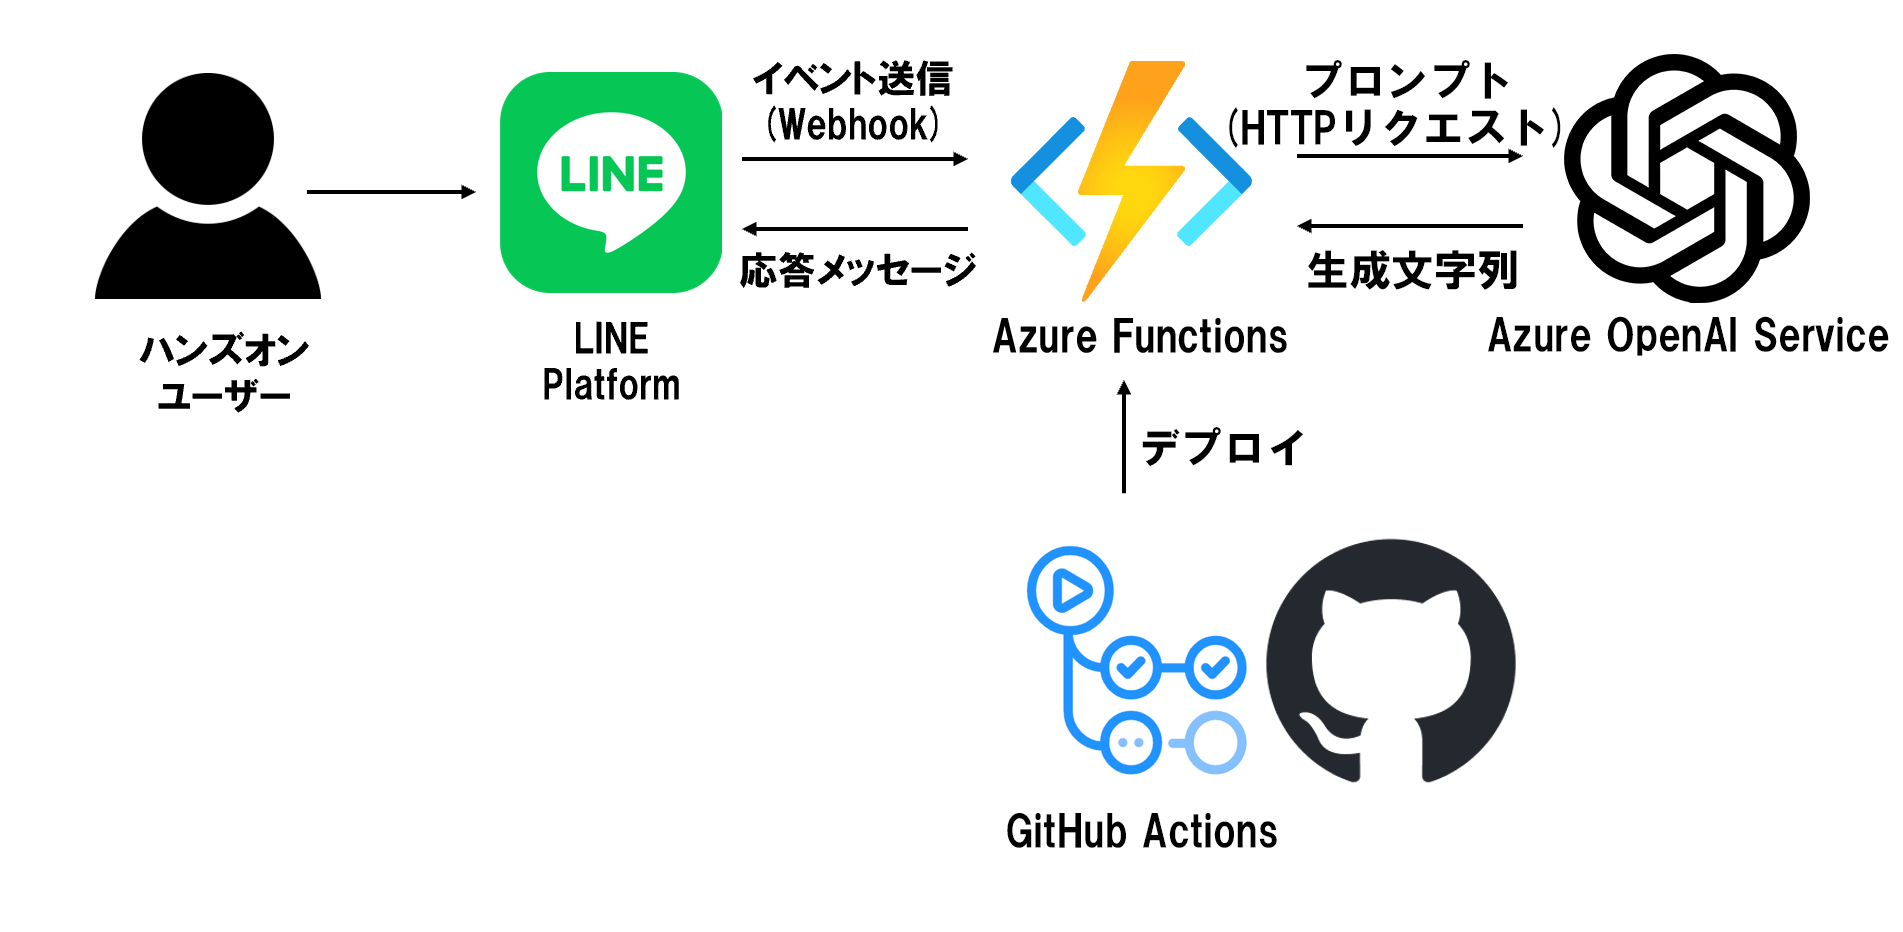 イベント送信
(Webhook)
プロンプト
(HTTPリクエスト)
LINE
応答メッセージ
生成文字列
ハンズオン
ユーザー
LINE
Platform
Azure Functions
Azure OpenAI Service
デプロイ
GitHub Actions